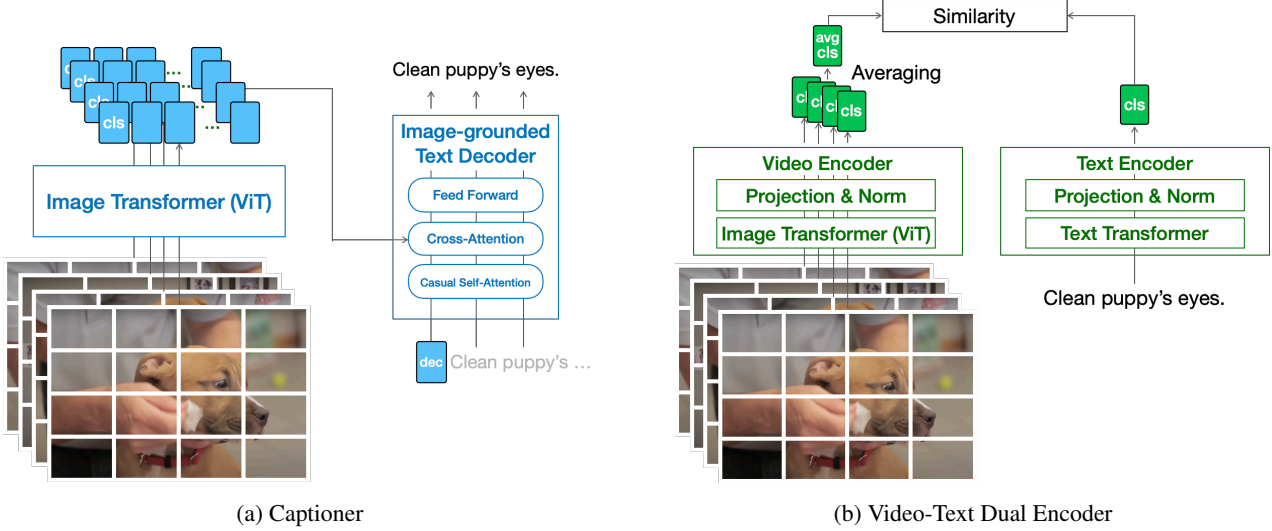 cls
cls
cls
cls
...
...
...
...
Image Transformer (ViT)
Clean puppy's eyes.
Image-grounded
Text Decoder
Feed Forward
Cross-Attention
Casual Self-Attention
dec
Clean puppy's ...
(a) Captioner
Similarity
avg
cls
Averaging
cls
cls
cls
cls
Video Encoder
Projection & Norm
Image Transformer (ViT)
cls
Text Encoder
Projection & Norm
Text Transformer
Clean puppy's eyes.
(b) Video-Text Dual Encoder